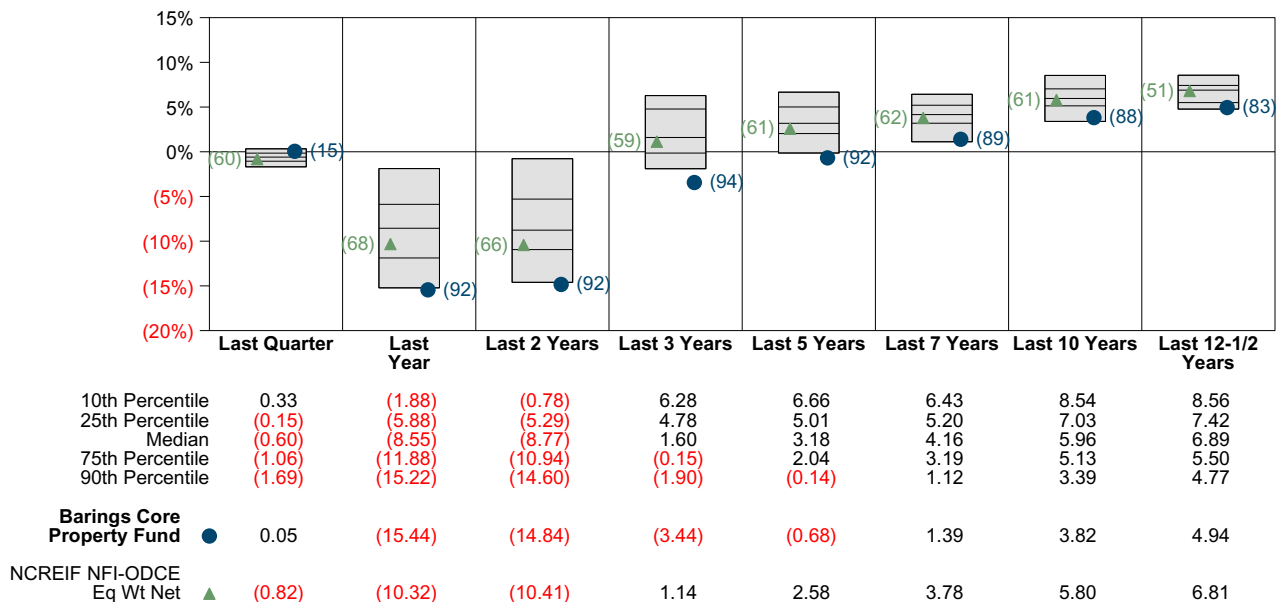 15%
10%
5%
0%
(5%)
(10%)
(15%)
(20%)
(60) (15)
(68) (92)
(66) (92)
(59) (94)
(61) (92)
(62) (89)
(61) (88)
(51) (83)
Last Quarter Last Year Last 2 Years Last 3 Years Last 5 Years Last 7 Years Last 10 Years Last 12-1/2 Years
10th Percentile 0.33 (1.88) (0.78) 6.28 6.66 6.43 8.54 8.56
25th Percentile (0.15) (5.88) (5.29) 4.78 5.01 5.20 7.03 7.42
Median (0.60) (8.55) (8.77) 1.60 3.18 4.16 5.96 6.89
75th Percentile (1.06) (11.88) (10.94) (0.15) 2.04 3.19 5.13 5.50
90th Percentile (1.69) (15.22) (14.60) (1.90) (0.14) 1.12 3.39 4.77
Barings Core
Property Fund 0.05 (15.44) (14.84) (3.44) (0.68) 1.39 3.82 4.94
NCREIF NFI-ODCE
Eq Wt Net (0.82) (10.32) (10.41) 1.14 2.58 3.78 5.80 6.81